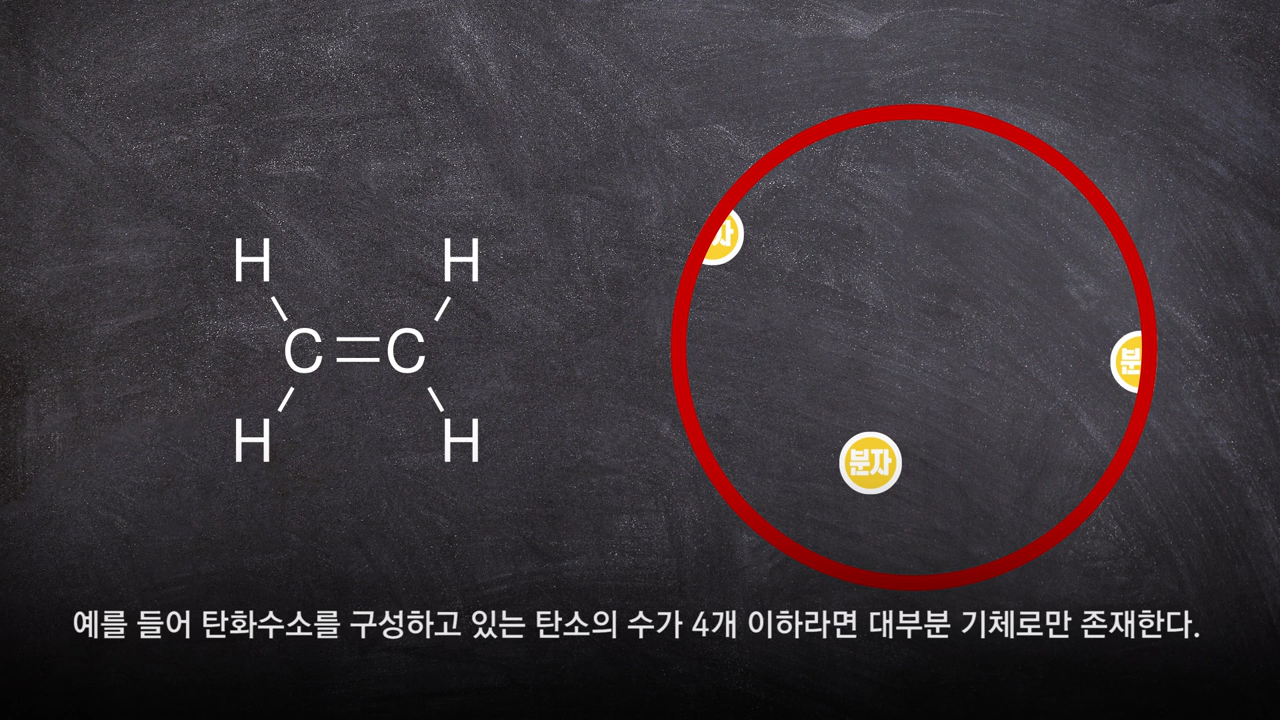 H H
C = C
H H
자
분
분자
예를 들어 탄화수소를 구성하고 있는 탄소의 수가 4개 이하라면 대부분 기체로만 존재한다.